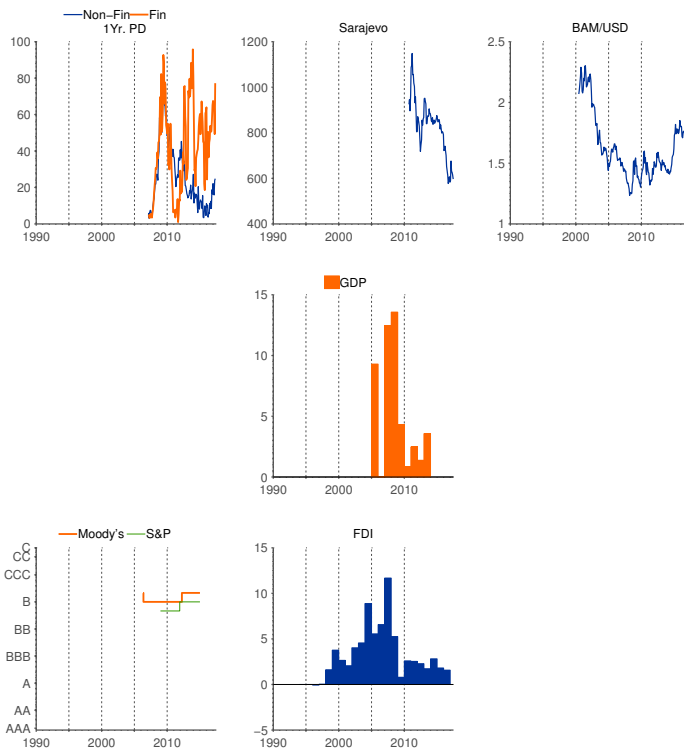 Non−Fin Fin
1Yr. PD
100
80
60
40
20
0
1990 2000 2010
Sarajevo
1200
1000
800
600
400
1990 2000 2010
BAM/USD
2.5
2
1.5
1
1990 2000 2010
GDP
15
10
5
0
1990 2000 2010
Moody's S&P
C
CC
CCC
B
BB
BBB
A
AA
AAA
1990 2000 2010
FDI
15
10
5
0
−5
1990 2000 2010